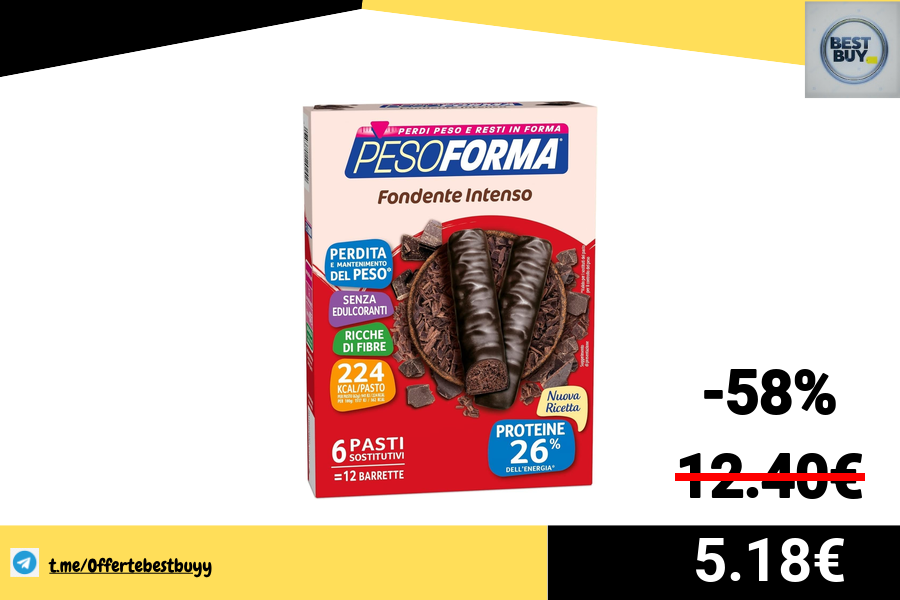 BEST
BUY
PERDI PESO E RESTI IN FORMA
PESOFORMA
Fondente Intenso
PERDITA
E MANTENIMENTO
DEL PESO*
SENZA
EDULCORANTI
RICCHE
DI FIBRE
224
KCAL/PASTO
Nuova
Ricetta
6 PASTI
SOSTITUTIVI
=12 BARRETTE
PROTEINE
26%
DELL'ENERGIA*
-58%
12.40€
t.me/Offertebestbuyy
5.18€